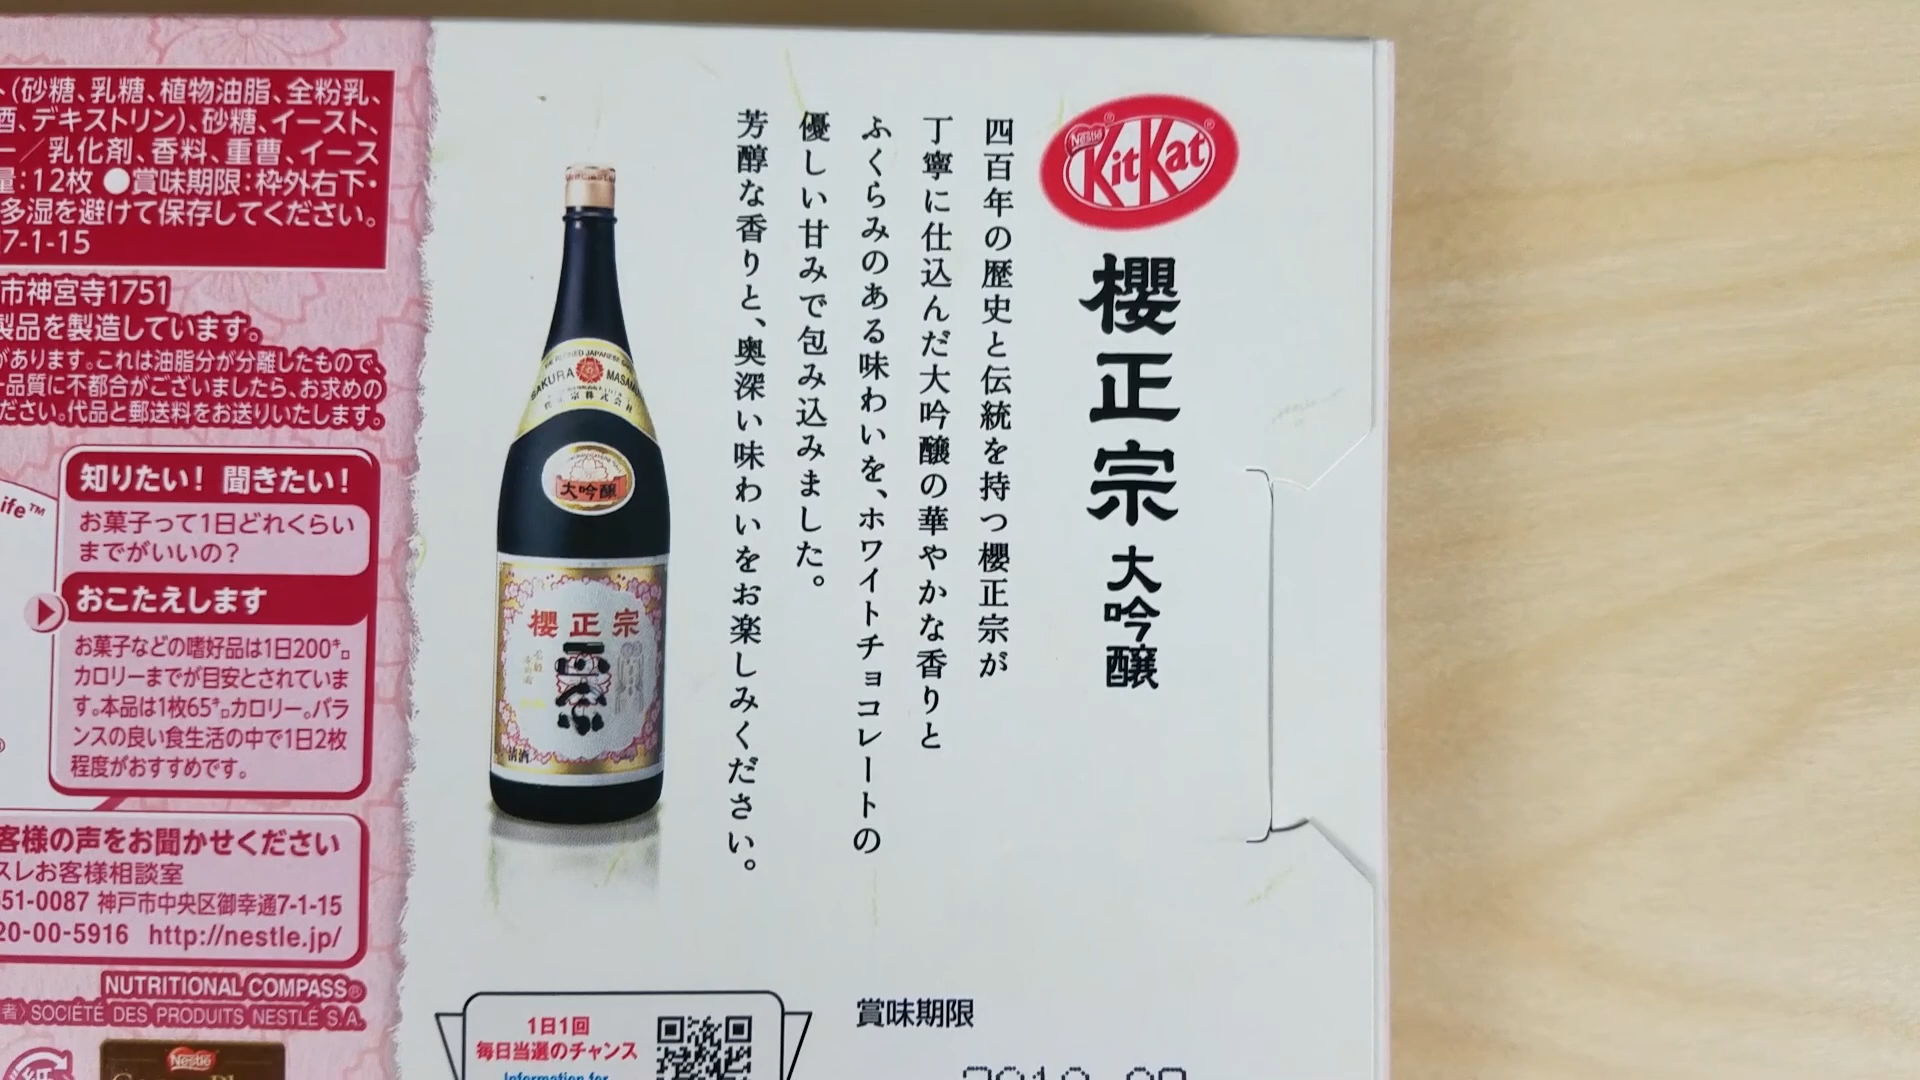 (砂糖、乳糖、植物油脂、全粉乳、
酒、デキストリン)、砂糖、イースト、
ー/乳化剤、香料、重曹、イース
量:12枚 ●賞味期限:枠外右下・
多湿を避けて保存してください。
7-1-15
市神宮寺1751
製品を製造しています。
があります。これは油脂分が分離したもので、
品質に不都合がございましたら、お求めの
ださい。代品と郵送料をお送りいたします。
ife™
知りたい! 聞きたい!
お菓子って1日どれくらい
までがいいの?
おこたえします
お菓子などの嗜好品は1日200㌔
カロリーまでが目安とされていま
す。本品は1枚65㌔カロリー。バラ
ンスの良い食生活の中で1日2枚
程度がおすすめです。
客様の声をお聞かせください
スレお客様相談室
51-0087 神戸市中央区御幸通7-1-15
20-00-5916 http://nestle.jp/
NUTRITIONAL COMPASS®
者〉SOCIÉTÉ DES PRODUITS NESTLÉ S.A.
Nestlé
Nestlé
KitKat
櫻正宗 大吟醸
四百年の歴史と伝統を持つ櫻正宗が
丁寧に仕込んだ大吟醸の華やかな香りと
ふくらみのある味わいを、ホワイトチョコレートの
優しい甘みで包み込みました。
芳醇な香りと、奥深い味わいをお楽しみください。
SAKURA MASAM
大吟醸
櫻正宗
正宗
清酒
1日1回
毎日当選のチャンス
Information for
賞味期限